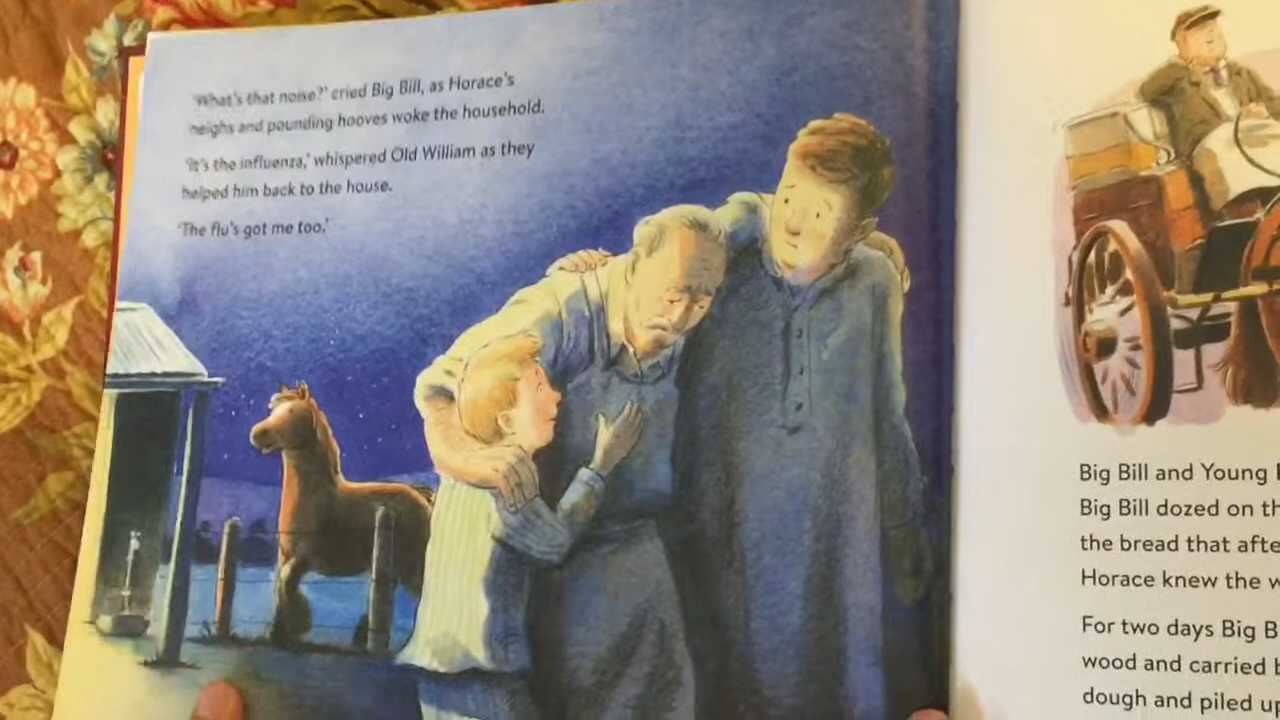 'What's that noise?' cried Big Bill, as Horace's
neighs and pounding hooves woke the household.
'It's the influenza,' whispered Old William as they
helped him back to the house.
'The flu's got me too.'
Big Bill and Young
Big Bill dozed on
the bread that
Horace knew the
For two days Big
wood and carried
dough and piled up